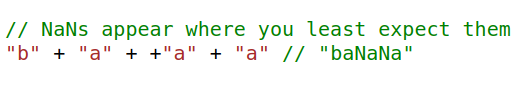 // NaNs appear where you least expect them
"b" + "a" + +"a" + "a" // "baNaNa"